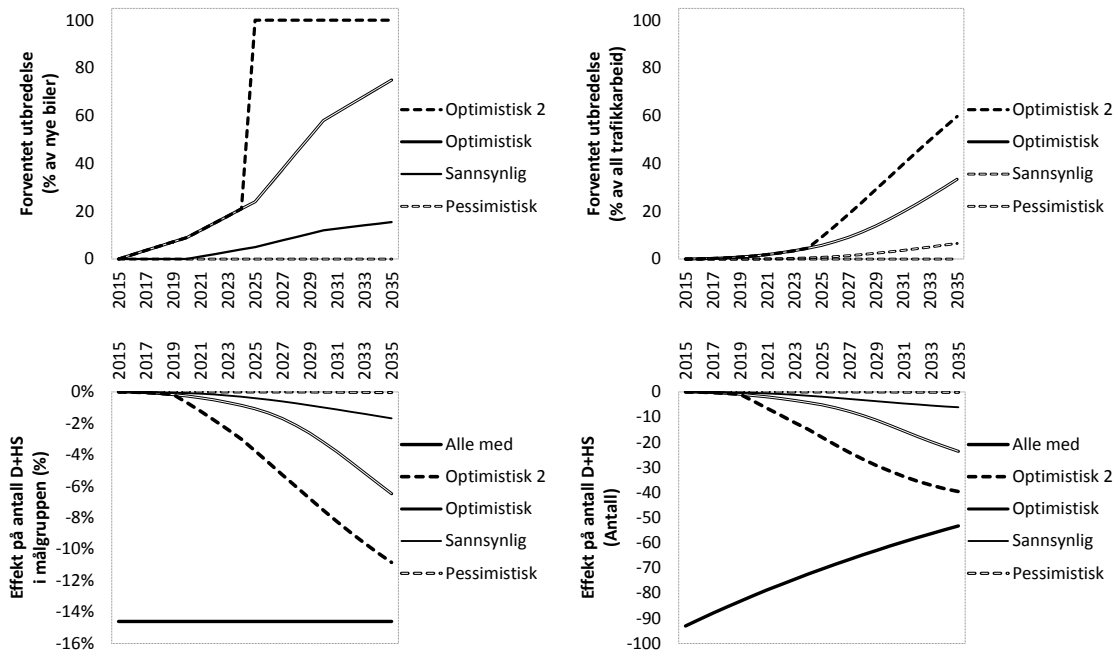 Forventet utbredelse
(% av nye biler)
100
80
60
40
20
0
2015
2017
2019
2021
2023
2025
2027
2029
2031
2033
2035
Optimistisk 2
Optimistisk
Sannsynlig
Pessimistisk
Forventet utbredelse
(% av all trafikkarbeid)
100
80
60
40
20
0
2015
2017
2019
2021
2023
2025
2027
2029
2031
2033
2035
Optimistisk 2
Optimistisk
Sannsynlig
Pessimistisk
Effekt på antall D+HS
i målgruppen (%)
2015
2017
2019
2021
2023
2025
2027
2029
2031
2033
2035
0%
-2%
-4%
-6%
-8%
-10%
-12%
-14%
-16%
Alle med
Optimistisk 2
Optimistisk
Sannsynlig
Pessimistisk
Effekt på antall D+HS
(Antall)
2015
2017
2019
2021
2023
2025
2027
2029
2031
2033
2035
0
-10
-20
-30
-40
-50
-60
-70
-80
-90
-100
Alle med
Optimistisk 2
Optimistisk
Sannsynlig
Pessimistisk